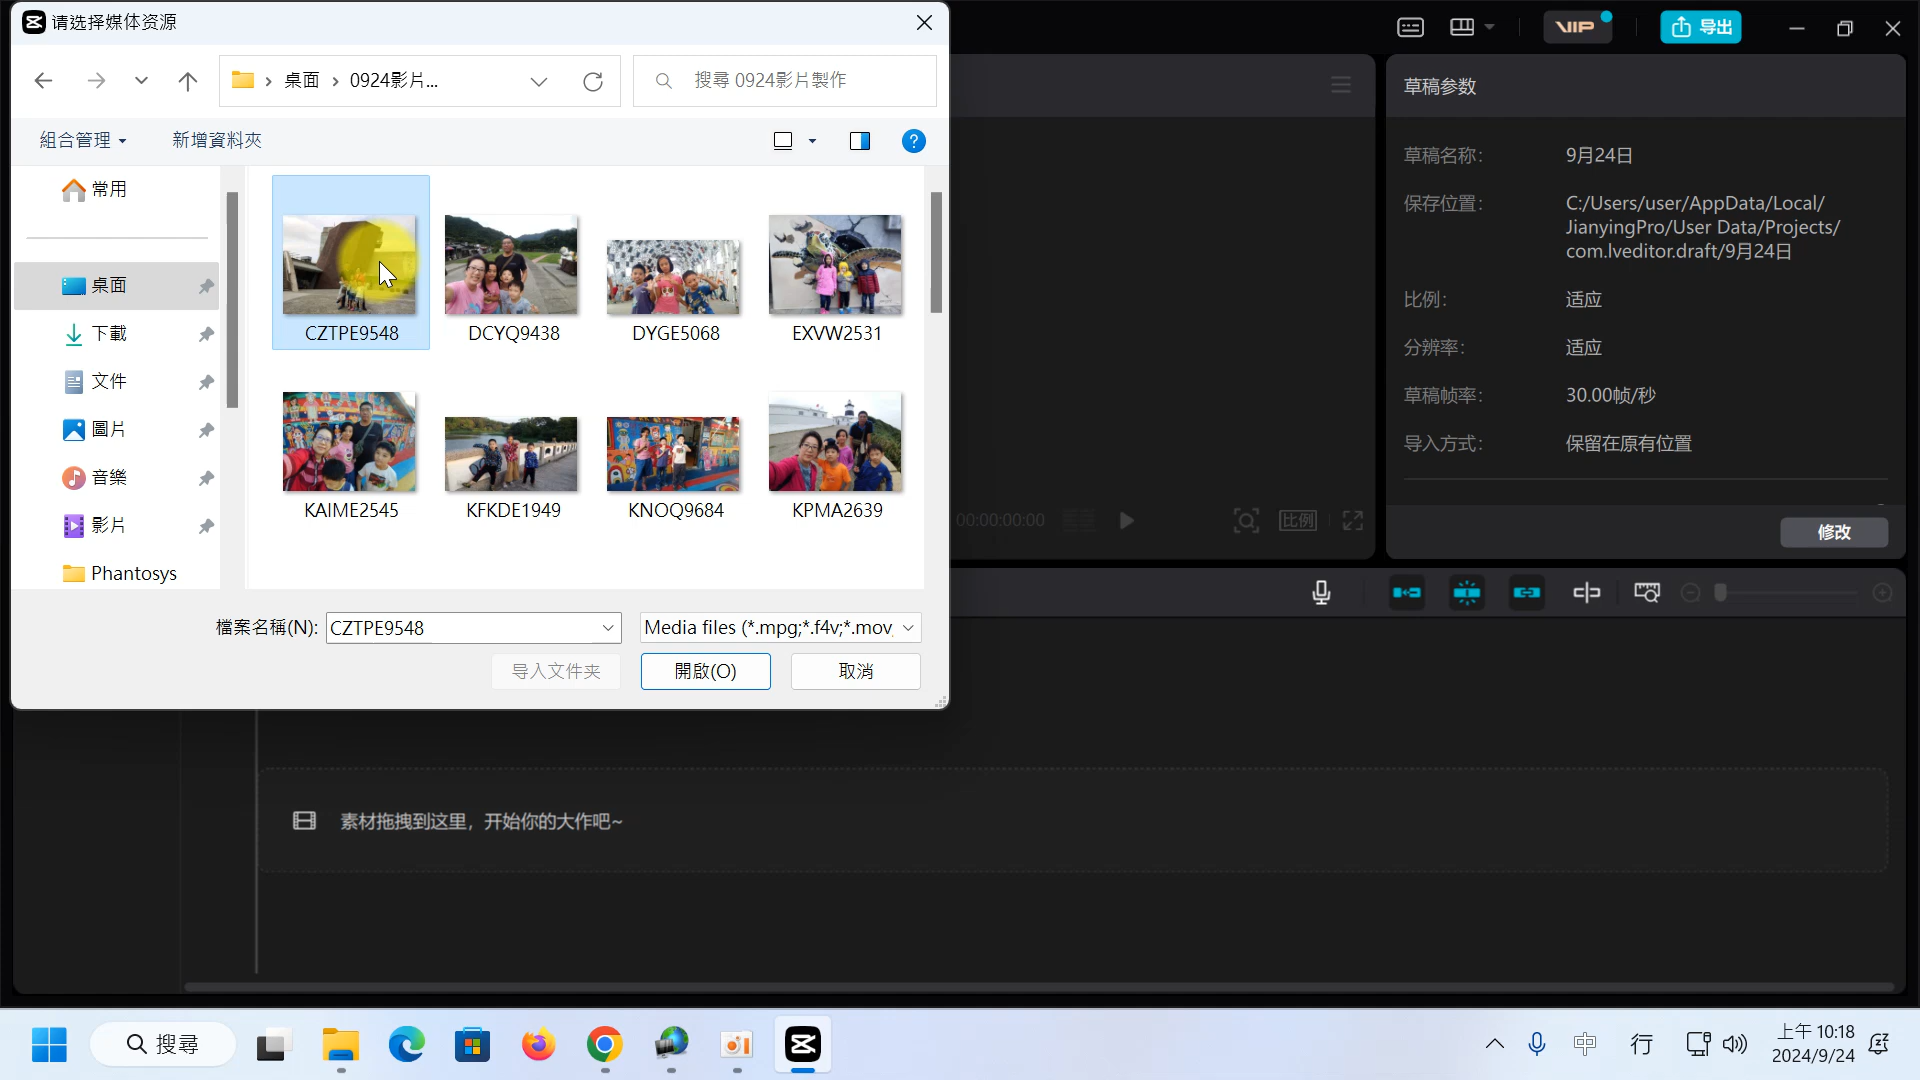 请选择媒体资源
桌面 0924影片... 搜尋 0924影片製作
組合管理 新增資料夾
常用
桌面
下載
文件
圖片
音樂
影片
Phantosys
CZTPE9548 DCYQ9438 DYGE5068 EXVW2531
KAIME2545 KFKDE1949 KNOQ9684 KPMA2639
檔案名稱(N): CZTPE9548 Media files (*.mpg;*.f4v;*.mov,
导入文件夹 開啟(O) 取消
VIP 导出
草稿参数
草稿名称: 9月24日
保存位置: C:/Users/user/AppData/Local/
JianyingPro/User Data/Projects/
com.lveditor.draft/9月24日
比例: 适应
分辨率: 适应
草稿帧率: 30.00帧/秒
导入方式: 保留在原有位置
修改
00:00:00:00 比例
素材拖拽到这里，开始你的大作吧~
搜尋
中 行 上午 10:18
2024/9/24